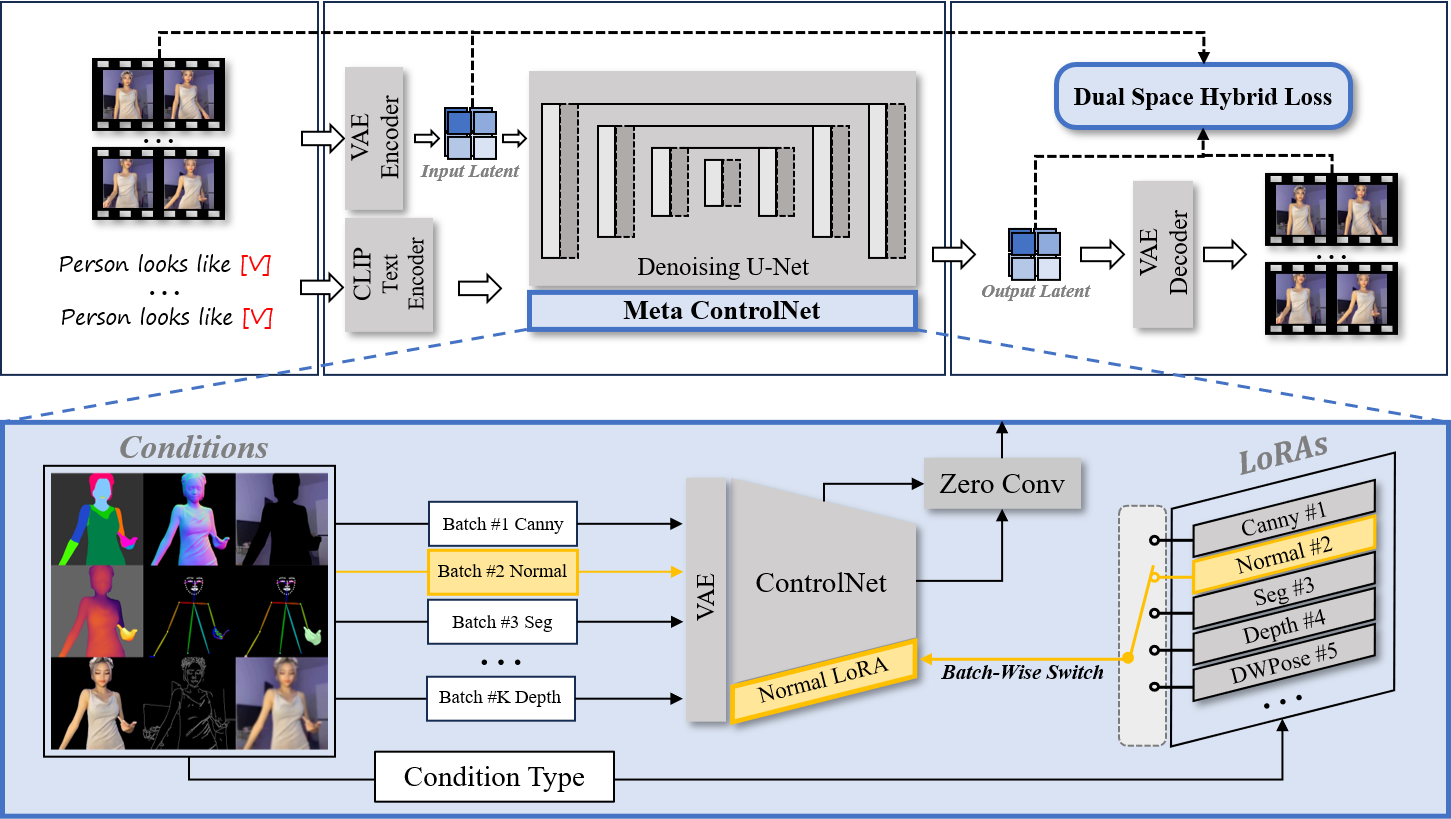 VAE
Encoder
Input Latent
Dual Space Hybrid Loss
Person looks like [V]
...
Person looks like [V]
CLIP
Text
Encoder
Denoising U-Net
Meta ControlNet
Output Latent
VAE
Decoder
...
...
Conditions
Batch #1 Canny
Batch #2 Normal
Batch #3 Seg
...
Batch #K Depth
VAE
ControlNet
Normal LoRA
Zero Conv
Batch-Wise Switch
LoRAs
Canny #1
Normal #2
Seg #3
Depth #4
DWPose #5
...
Condition Type